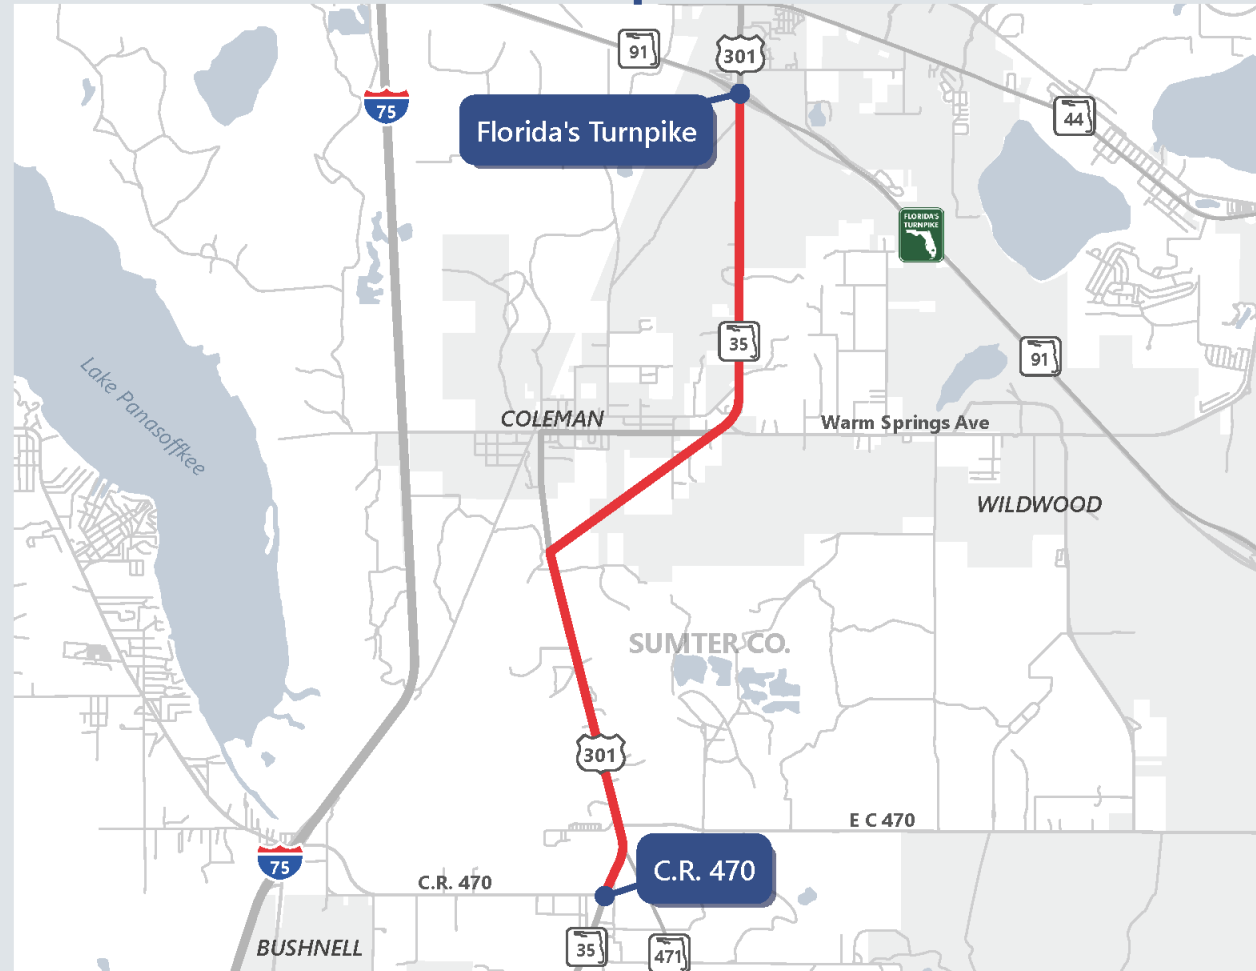 91
301
75
Florida's Turnpike
44
FLORIDA'S
TURNPIKE
35
91
Lake Panasoffkee
COLEMAN
Warm Springs Ave
WILDWOOD
SUMTER CO.
301
E C 470
75
C.R. 470
C.R. 470
BUSHNELL
35
471